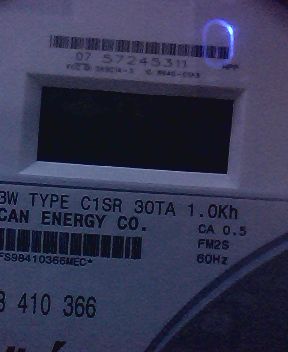 07 57245311
3W TYPE C1SR 30TA 1.0Kh
CAN ENERGY CO.
CA 0.5
FM2S
FS98410366MEC*
60Hz
3 410 366